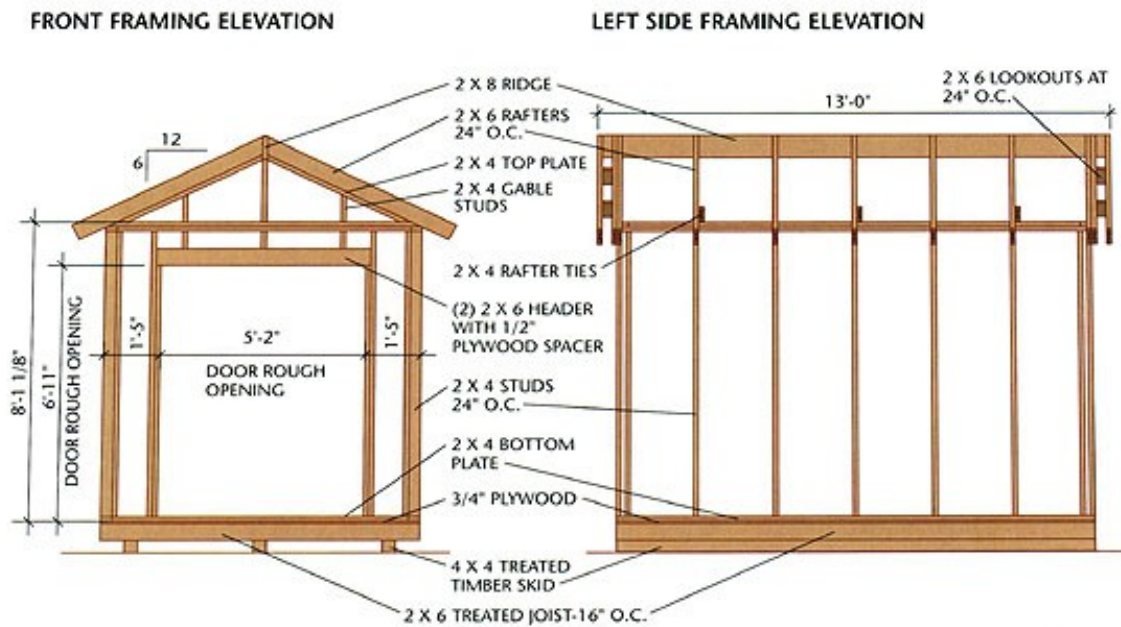 FRONT FRAMING ELEVATION
LEFT SIDE FRAMING ELEVATION
2 X 8 RIDGE
2 X 6 RAFTERS
24" O.C.
2 X 4 TOP PLATE
2 X 4 GABLE
STUDS
2 X 4 RAFTER TIES
(2) 2 X 6 HEADER
WITH 1/2"
PLYWOOD SPACER
2 X 4 STUDS
24" O.C.
2 X 4 BOTTOM
PLATE
3/4" PLYWOOD
4 X 4 TREATED
TIMBER SKID
2 X 6 TREATED JOIST-16" O.C.
12
6
8'-1 1/8"
6'-11"
DOOR ROUGH OPENING
1'-5"
5'-2"
1'-5"
DOOR ROUGH
OPENING
13'-0"
2 X 6 LOOKOUTS AT
24" O.C.